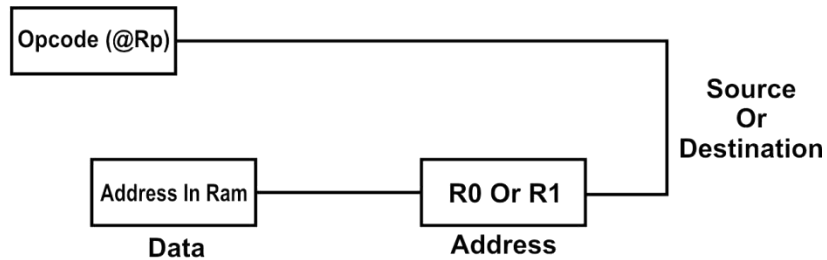 Opcode (@Rp)
Source
Or
Destination
Address In Ram
R0 Or R1
Data
Address